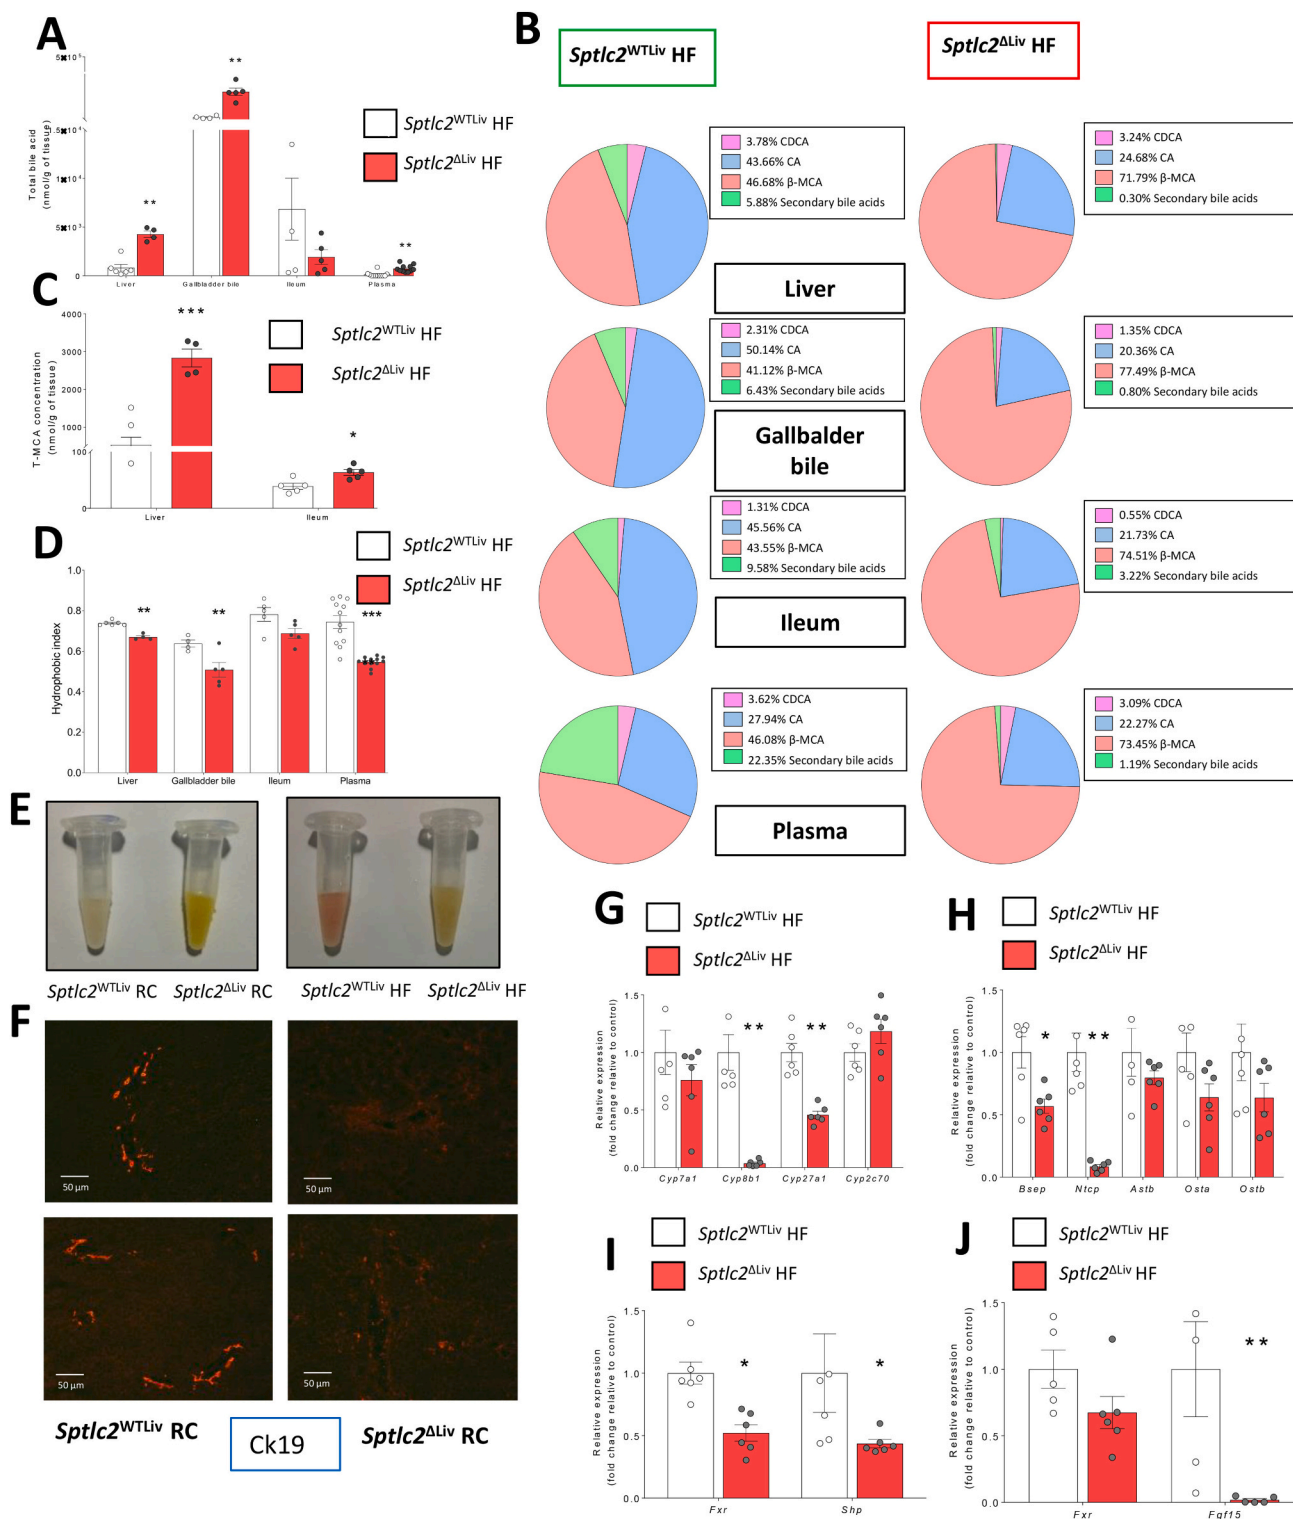 A
Total bile acid
(nmol/g of tissue)
5✖10⁵
1.5✖10⁴
1✖10⁴
5✖10³
0
**
**
**
Liver
Gallbladder bile
Ileum
Plasma
Sptlc2WTLiv HF
Sptlc2ΔLiv HF
B
Sptlc2WTLiv HF
Sptlc2ΔLiv HF
3.78% CDCA
43.66% CA
46.68% β-MCA
5.88% Secondary bile acids
3.24% CDCA
24.68% CA
71.79% β-MCA
0.30% Secondary bile acids
Liver
2.31% CDCA
50.14% CA
41.12% β-MCA
6.43% Secondary bile acids
1.35% CDCA
20.36% CA
77.49% β-MCA
0.80% Secondary bile acids
Gallbalder
bile
1.31% CDCA
45.56% CA
43.55% β-MCA
9.58% Secondary bile acids
0.55% CDCA
21.73% CA
74.51% β-MCA
3.22% Secondary bile acids
Ileum
3.62% CDCA
27.94% CA
46.08% β-MCA
22.35% Secondary bile acids
3.09% CDCA
22.27% CA
73.45% β-MCA
1.19% Secondary bile acids
Plasma
C
T-MCA concentration
(nmol/g of tissue)
4000
3000
2000
1000
100
0
***
*
Liver
Ileum
Sptlc2WTLiv HF
Sptlc2ΔLiv HF
D
Hydrophobic index
1.0
0.8
0.6
0.4
0.2
0.0
**
**
***
Liver
Gallbladder bile
Ileum
Plasma
Sptlc2WTLiv HF
Sptlc2ΔLiv HF
E
Sptlc2WTLiv RC
Sptlc2ΔLiv RC
Sptlc2WTLiv HF
Sptlc2ΔLiv HF
F
50 µm
50 µm
50 µm
50 µm
Sptlc2WTLiv RC
Ck19
Sptlc2ΔLiv RC
G
Sptlc2WTLiv HF
Sptlc2ΔLiv HF
Relative expression
(fold change relative to control)
1.5
1.0
0.5
0.0
**
**
Cyp7a1
Cyp8b1
Cyp27a1
Cyp2c70
H
Sptlc2WTLiv HF
Sptlc2ΔLiv HF
Relative expression
(fold change relative to control)
1.5
1.0
0.5
0.0
*
**
Bsep
Ntcp
Astb
Osta
Ostb
I
Sptlc2WTLiv HF
Sptlc2ΔLiv HF
Relative expression
(fold change relative to control)
1.5
1.0
0.5
0.0
*
*
Fxr
Shp
J
Sptlc2WTLiv HF
Sptlc2ΔLiv HF
Relative expression
(fold change relative to control)
1.5
1.0
0.5
0.0
**
Fxr
Fgf15